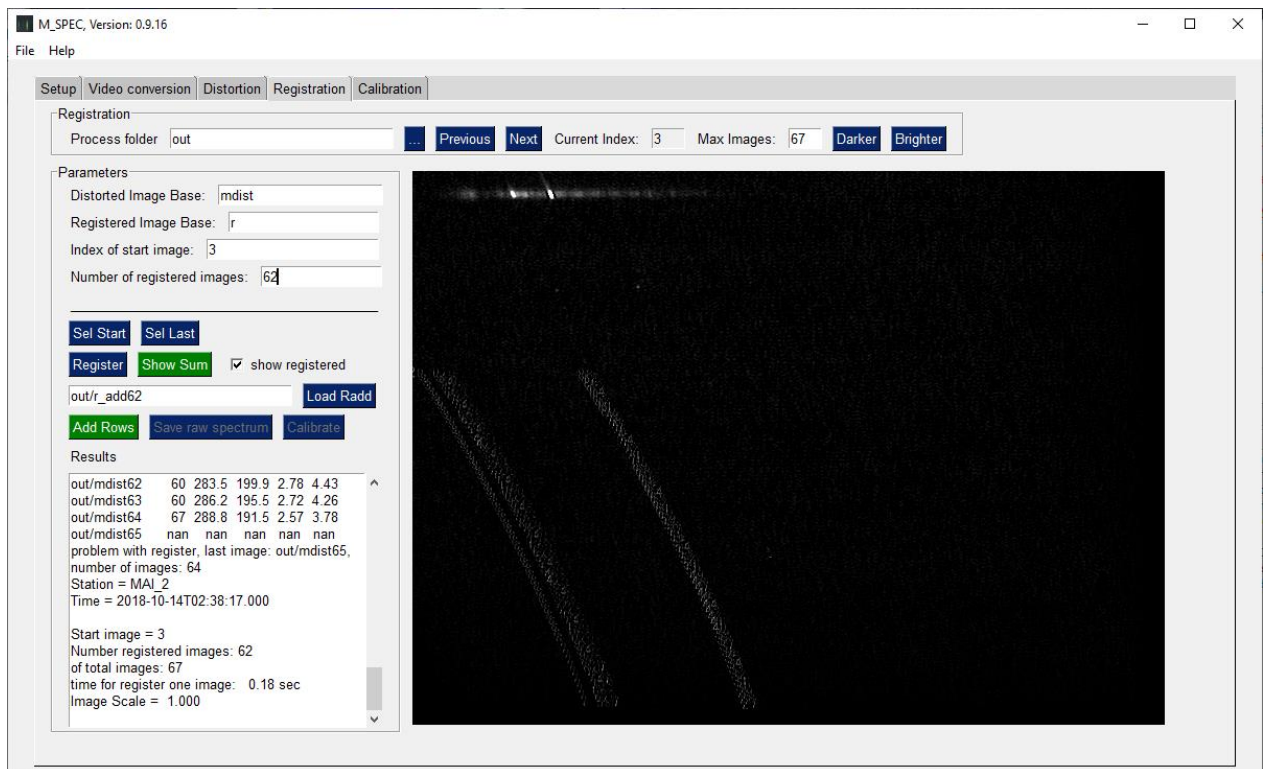 M_SPEC, Version: 0.9.16
File Help
Setup Video conversion Distortion Registration Calibration
Registration
Process folder out ... Previous Next Current Index: 3 Max Images: 67 Darker Brighter
Parameters
Distorted Image Base: mdist
Registered Image Base: r
Index of start image: 3
Number of registered images: 62
Sel Start Sel Last
Register Show Sum show registered
out/r_add62 Load Radd
Add Rows Save raw spectrum Calibrate
Results
out/mdist62 60 283.5 199.9 2.78 4.43
out/mdist63 60 286.2 195.5 2.72 4.26
out/mdist64 67 288.8 191.5 2.57 3.78
out/mdist65 nan nan nan nan nan
problem with register, last image: out/mdist65,
number of images: 64
Station = MAI_2
Time = 2018-10-14T02:38:17.000
Start image = 3
Number registered images: 62
of total images: 67
time for register one image: 0.18 sec
Image Scale = 1.000